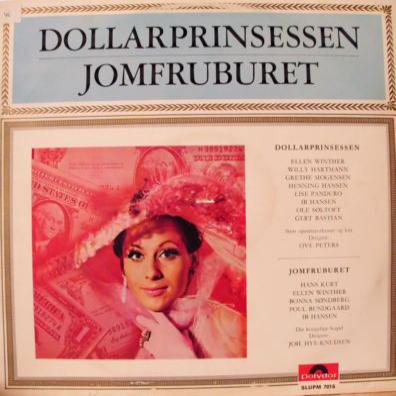 DOLLARPRINSESSEN
JOMFRUBURET
DOLLARPRINSESSEN
ELLEN WINTHER
WILLY HARTMANN
GRETHE MOGENSEN
HENNING HANSEN
LISE PANDURO
IB HANSEN
OLE SØLTOFT
GERT BASTIAN
Stort operetteorkester og kor
Dirigent:
OVE PETERS
JOMFRUBURET
HANS KURT
ELLEN WINTHER
BONNA SØNDBERG
POUL BUNDGAARD
IB HANSEN
Det kongelige Kapel
Dirigent:
JOH. HYE-KNUDSEN
Polydor
SLUPM 7016